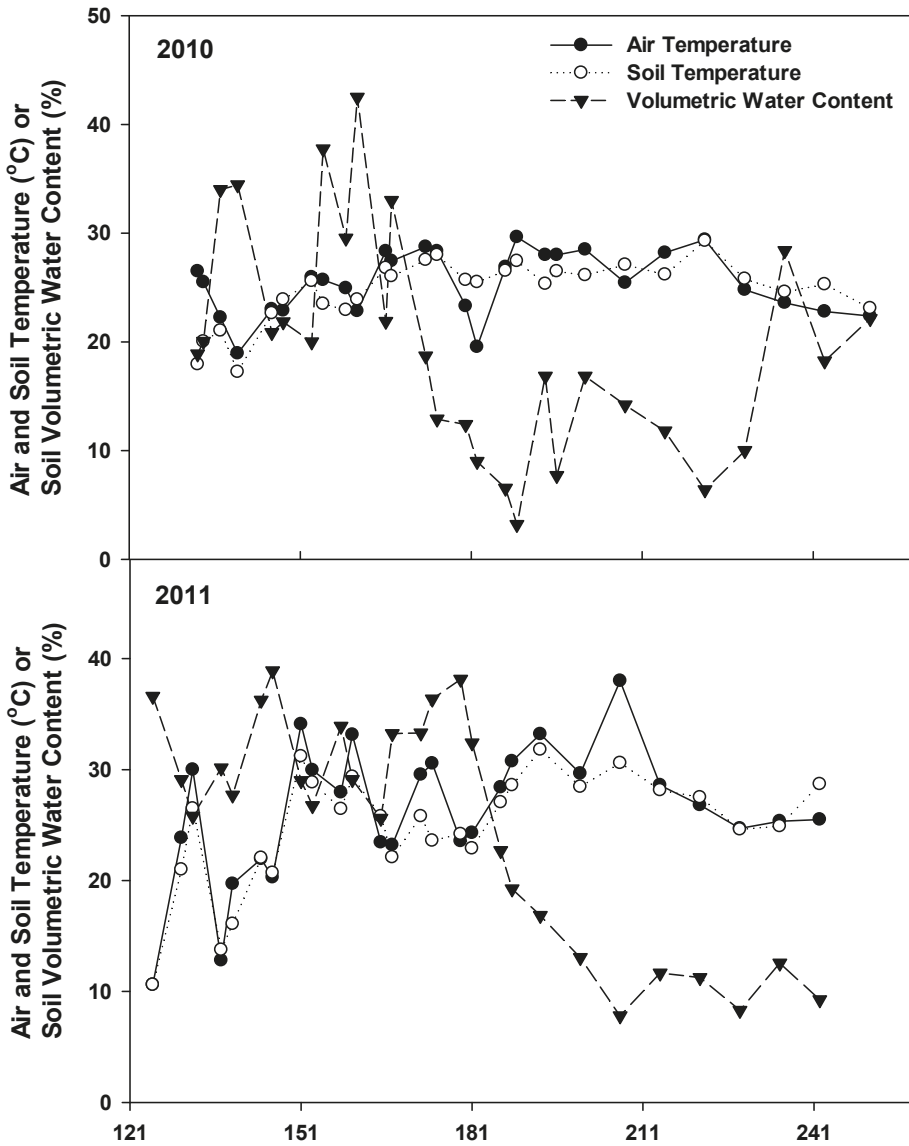 50
2010
Air Temperature
Soil Temperature
Volumetric Water Content
40
30
20
10
0
Air and Soil Temperature (°C) or
Soil Volumetric Water Content (%)
2011
40
30
20
10
0
Air and Soil Temperature (°C) or
Soil Volumetric Water Content (%)
121 151 181 211 241